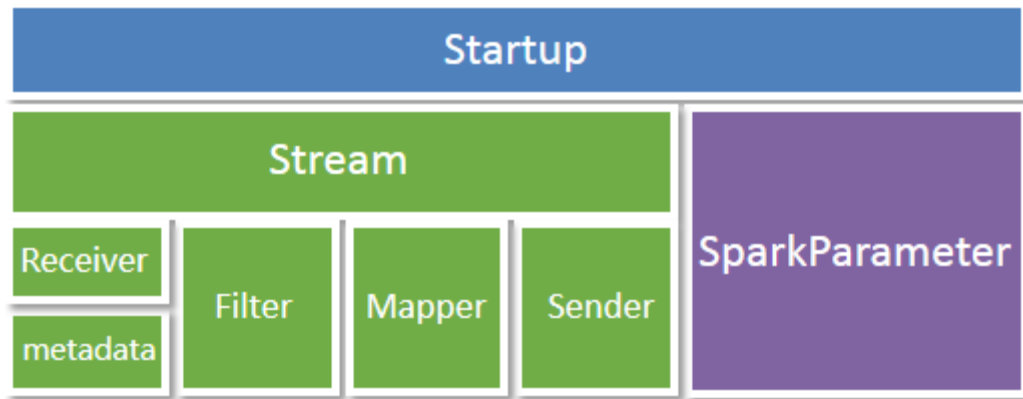 Startup
Stream
SparkParameter
Receiver
Filter
Mapper
Sender
metadata